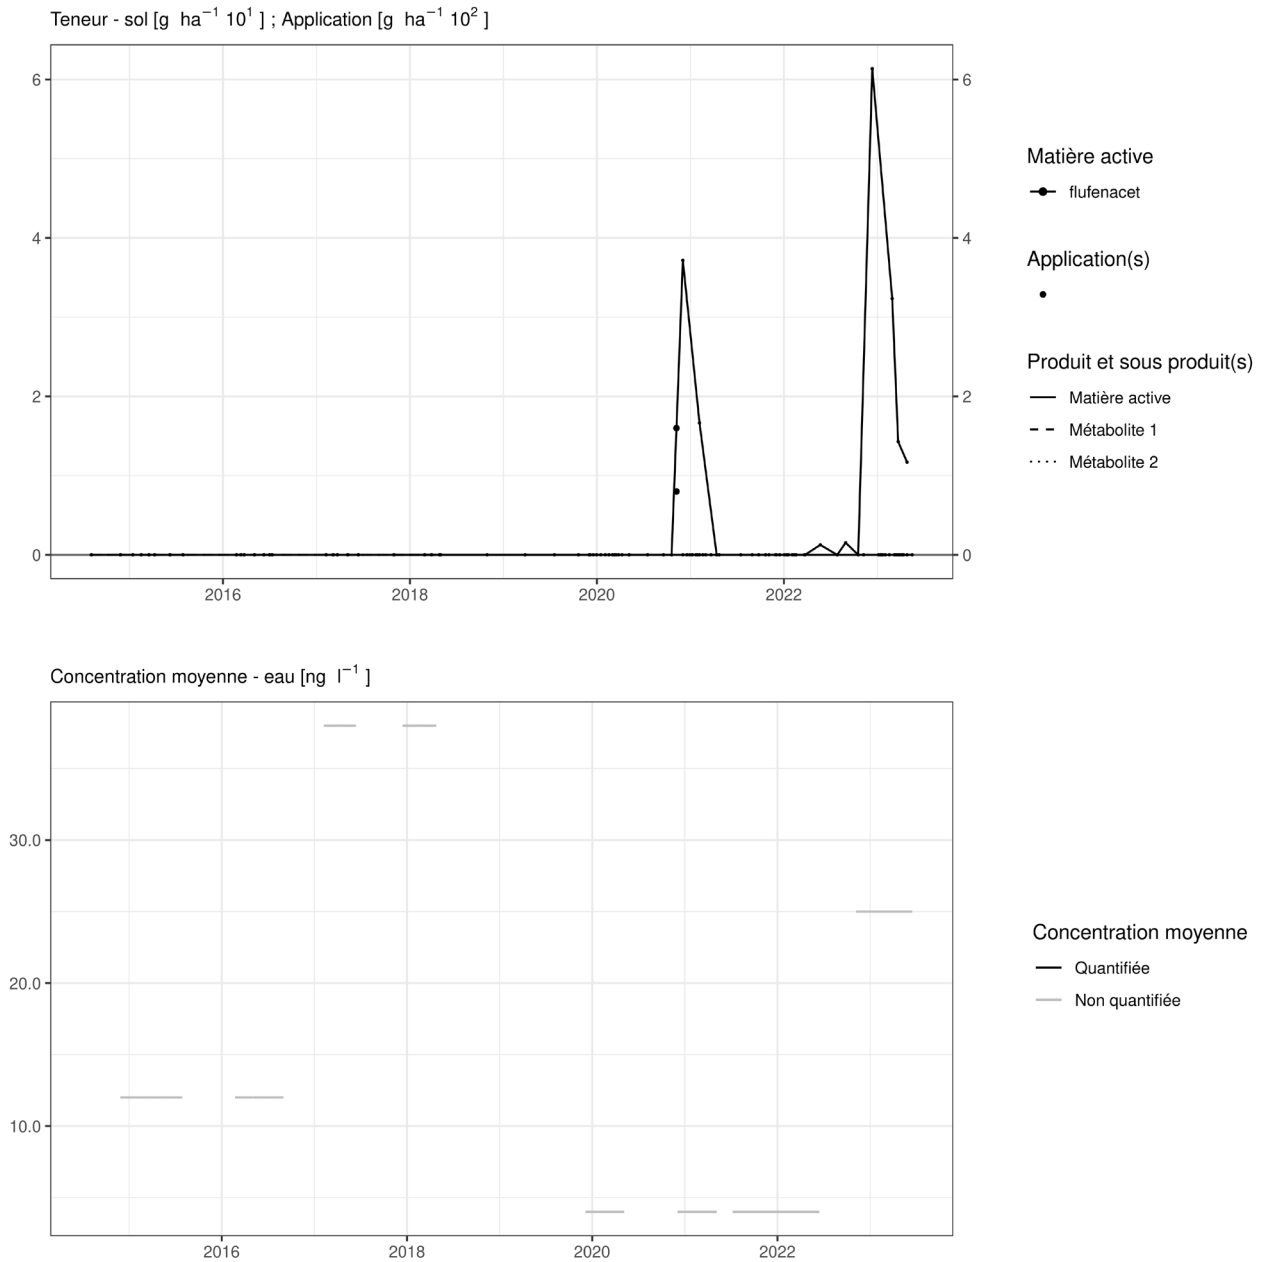 Teneur - sol [g ha⁻¹ 10¹ ] ; Application [g ha⁻¹ 10² ]
6
6
4
4
2
2
0
0
2016
2018
2020
2022
Matière active
flufenacet
Application(s)
Produit et sous produit(s)
Matière active
Métabolite 1
Métabolite 2
Concentration moyenne - eau [ng l⁻¹ ]
30.0
20.0
10.0
2016
2018
2020
2022
Concentration moyenne
Quantifiée
Non quantifiée